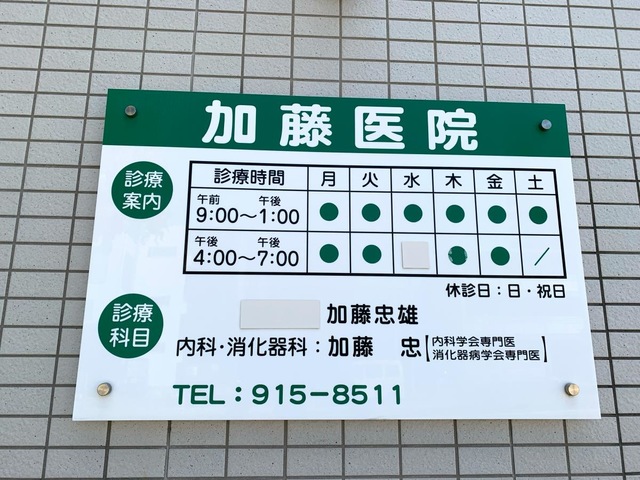 加藤医院
診療案内
診療時間 月 火 水 木 金 土
午前 午後
9:00〜1:00 ● ● ● ● ● ●
午後 午後
4:00〜7:00 ● ● ● ● /
休診日:日・祝日
診療科目
加藤忠雄
内科・消化器科:加藤 忠 [内科学会専門医
消化器病学会専門医]
TEL:915-8511